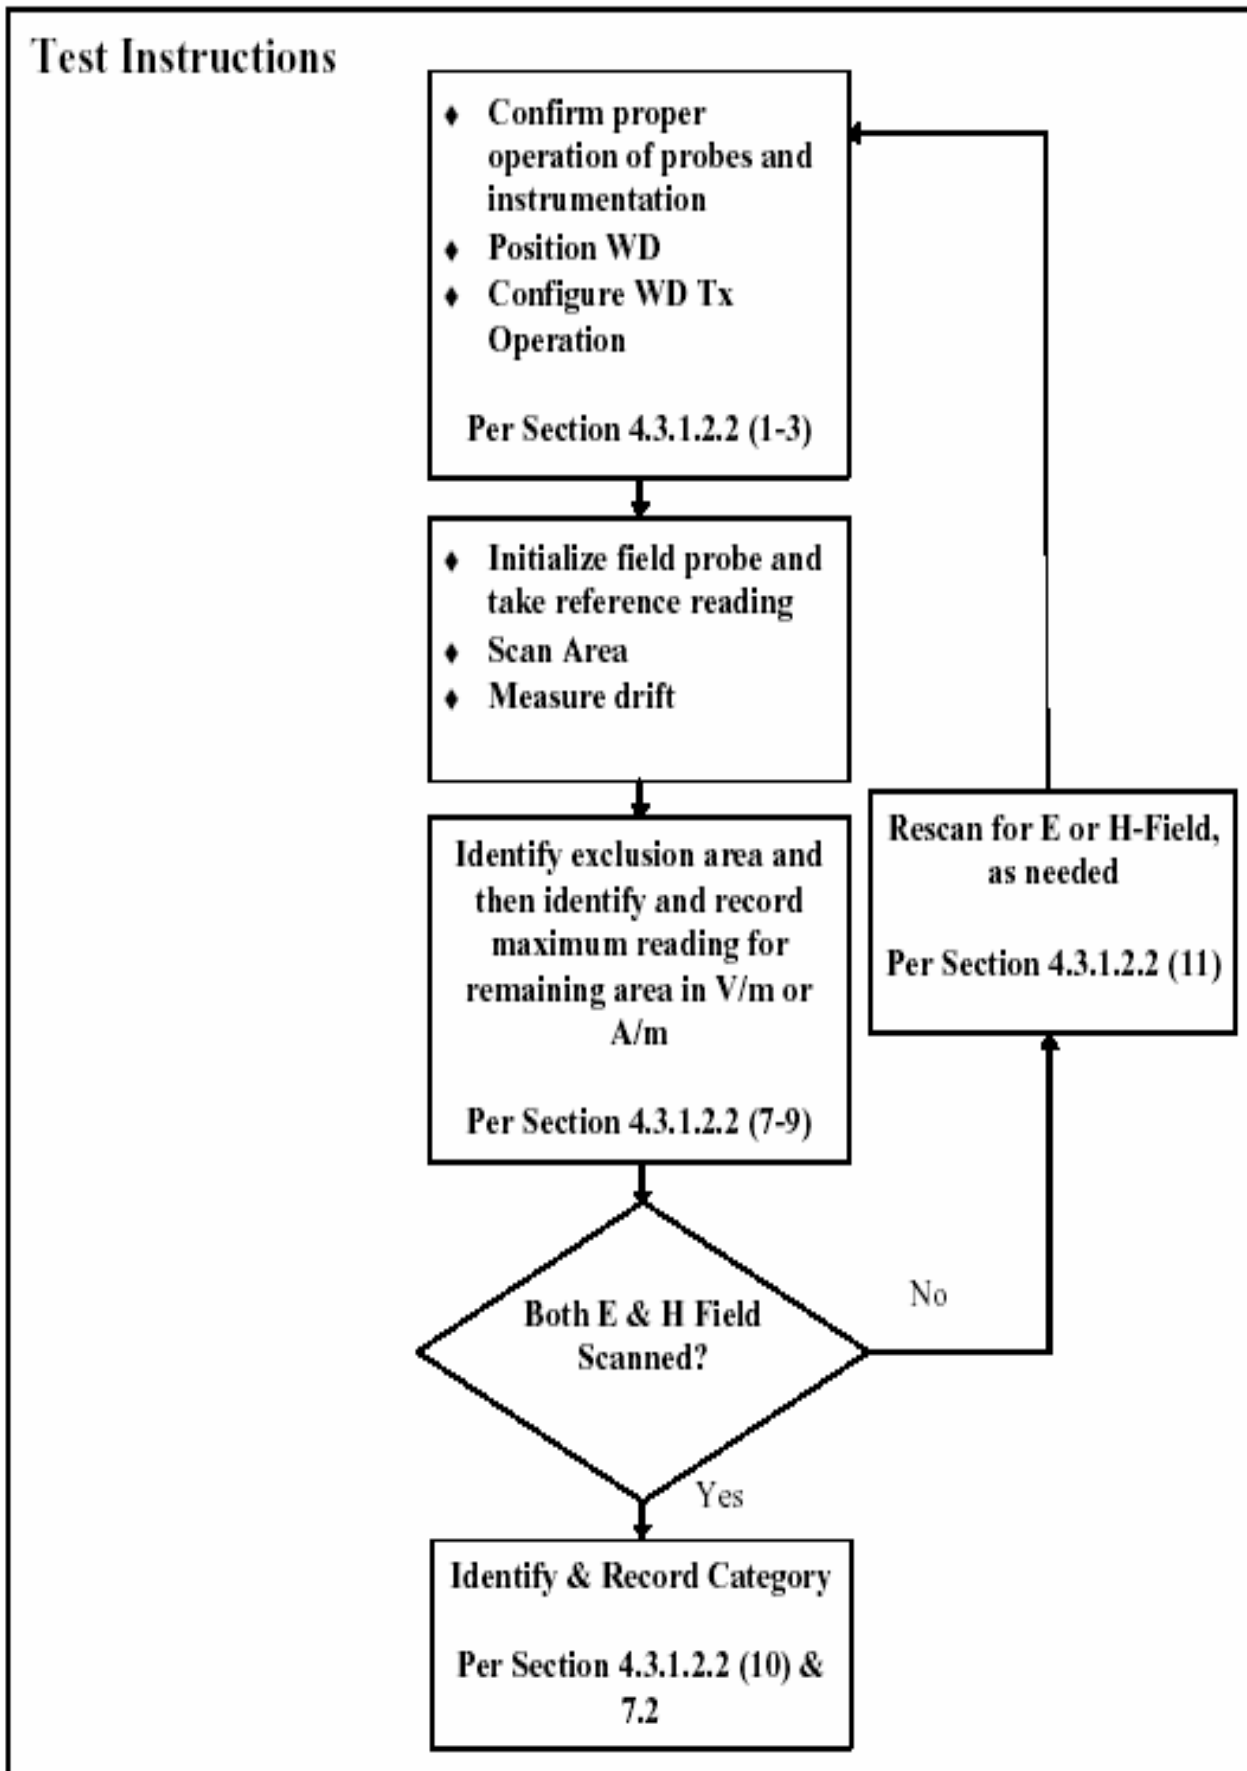 Test Instructions
♦ Confirm proper
operation of probes and
instrumentation
♦ Position WD
♦ Configure WD Tx
Operation
Per Section 4.3.1.2.2 (1-3)
♦ Initialize field probe and
take reference reading
♦ Scan Area
♦ Measure drift
Identify exclusion area and
then identify and record
maximum reading for
remaining area in V/m or
A/m
Per Section 4.3.1.2.2 (7-9)
Rescan for E or H-Field,
as needed
Per Section 4.3.1.2.2 (11)
Both E & H Field
Scanned?
No
Yes
Identify & Record Category
Per Section 4.3.1.2.2 (10) &
7.2